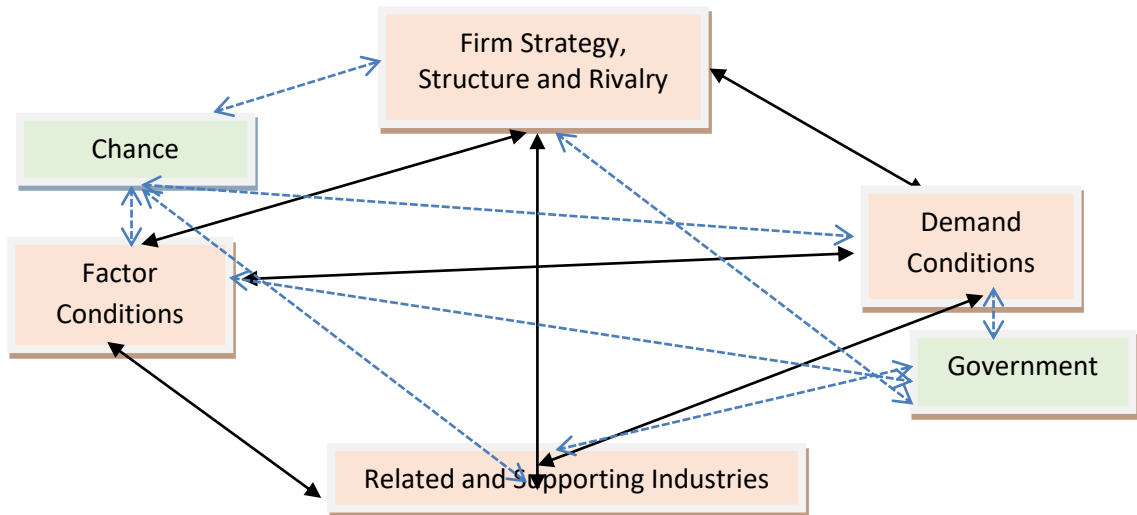 Firm Strategy,
Structure and Rivalry
Chance
Demand
Conditions
Factor
Conditions
Government
Related and Supporting Industries